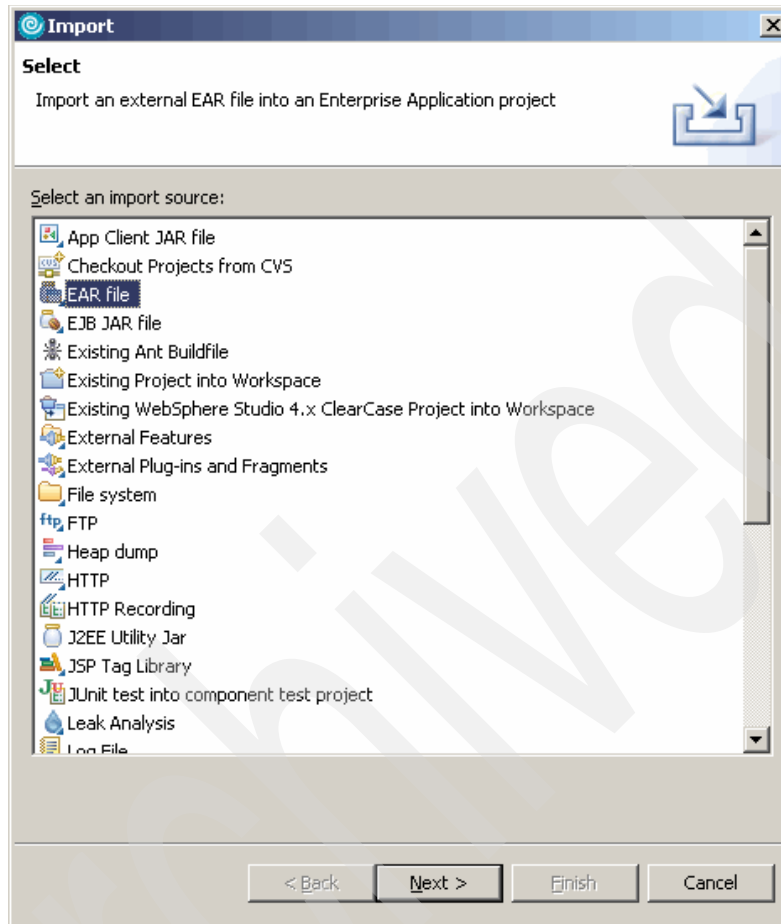 Import
Select
Import an external EAR file into an Enterprise Application project
Select an import source:
App Client JAR file
Checkout Projects from CVS
EAR file
EJB JAR file
Existing Ant Buildfile
Existing Project into Workspace
Existing WebSphere Studio 4.x ClearCase Project into Workspace
External Features
External Plug-ins and Fragments
File system
FTP
Heap dump
HTTP
HTTP Recording
J2EE Utility Jar
JSP Tag Library
JUnit test into component test project
Leak Analysis
Log File
< Back Next > Finish Cancel